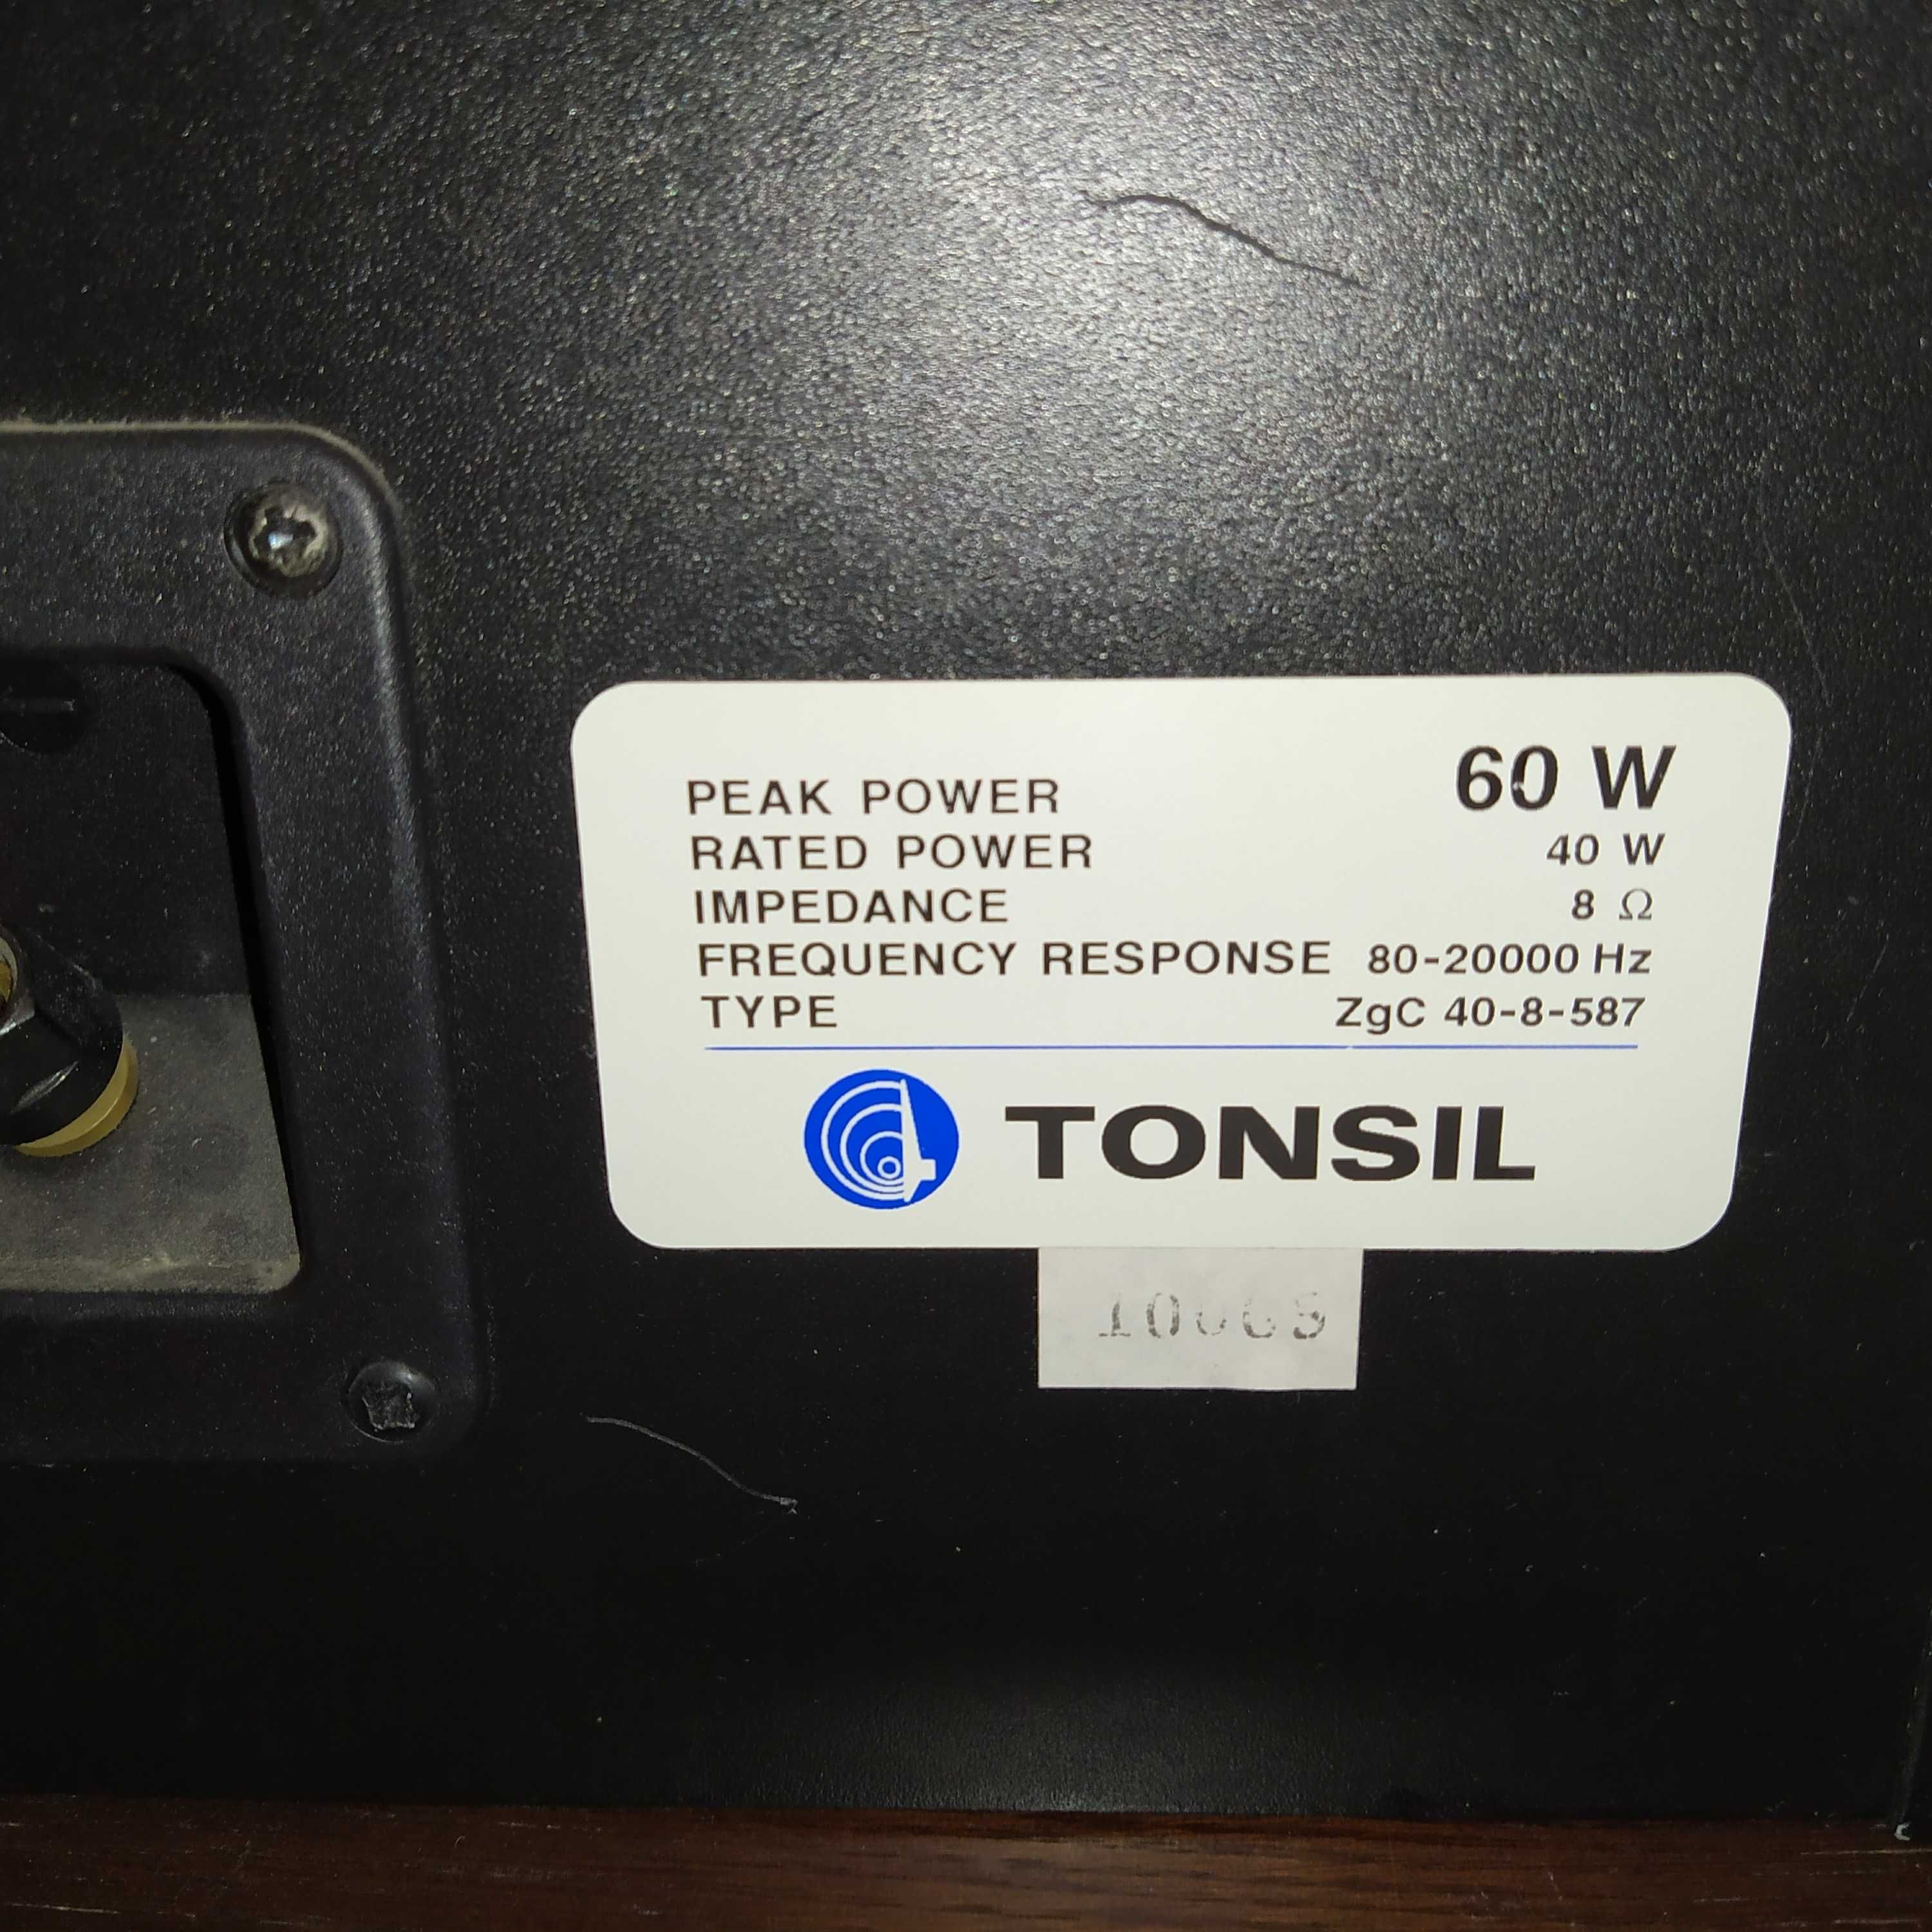 PEAK POWER 60 W
RATED POWER 40 W
IMPEDANCE 8 Ω
FREQUENCY RESPONSE 80-20000 Hz
TYPE ZgC 40-8-587
TONSIL